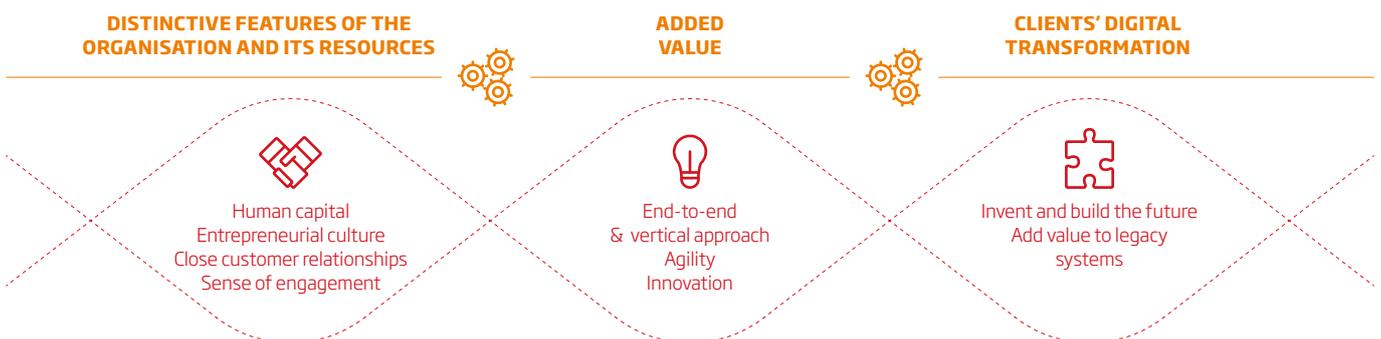 DISTINCTIVE FEATURES OF THE
ORGANISATION AND ITS RESOURCES
Human capital
Entrepreneurial culture
Close customer relationships
Sense of engagement
ADDED
VALUE
End-to-end
& vertical approach
Agility
Innovation
CLIENTS’ DIGITAL
TRANSFORMATION
Invent and build the future
Add value to legacy
systems